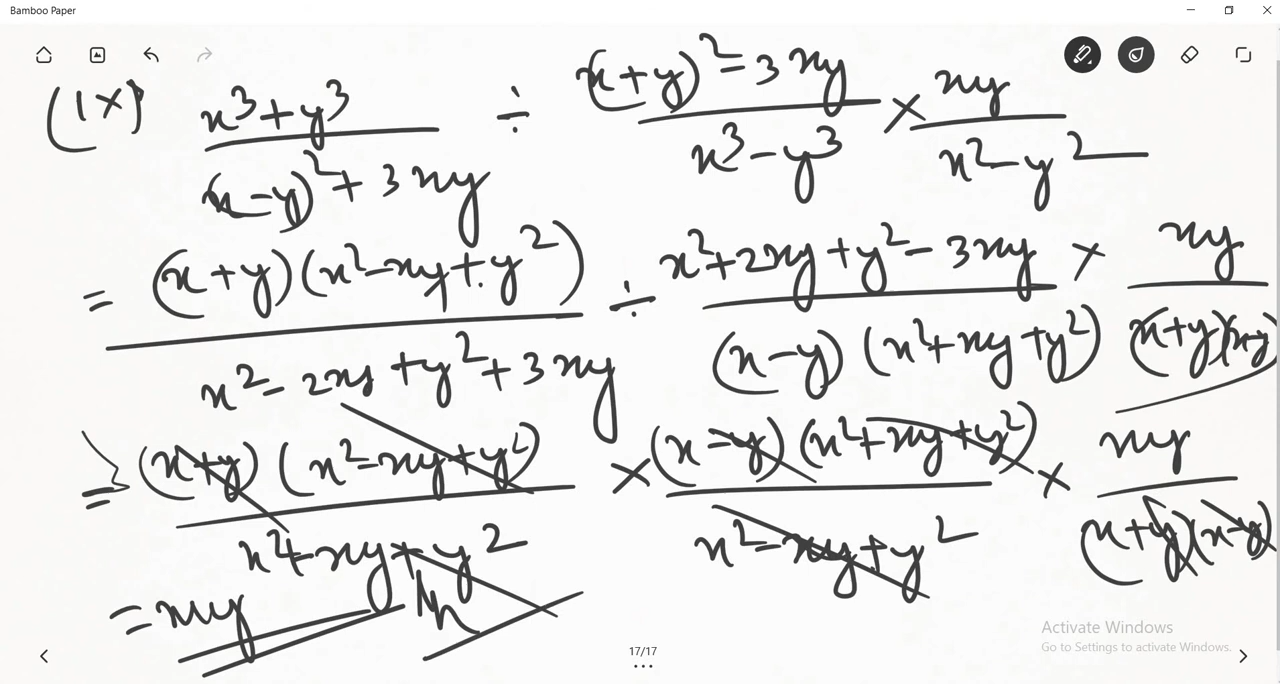 Bamboo Paper
(ix) x³+y³ / (x-y)²+3xy ÷ (x+y)²=3xy / x³-y³ × xy / x²-y²
= (x+y)(x²-xy+y²) / x²-2xy+y²+3xy ÷ x²+2xy+y²-3xy / (x-y)(x²+xy+y²) × xy / (x+y)(x-y)
= (x+y)(x²-xy+y²) / x²+xy+y² × (x-y)(x²+xy+y²) / x²-xy+y² × xy / (x+y)(x-y)
= xy
Activate Windows
Go to Settings to activate Windows.
17/17